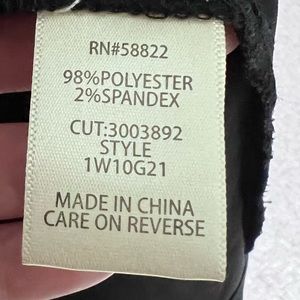 RN#58822
98%POLYESTER
2%SPANDEX
CUT:3003892
STYLE
1W10G21
MADE IN CHINA
CARE ON REVERSE